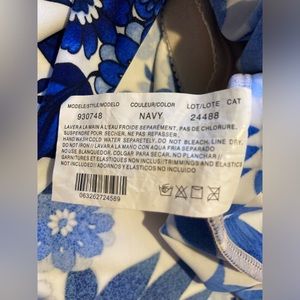 MODELE/STYLE/MODELO COULEUR/COLOR LOT/LOTE CAT
930748 NAVY 24488
LAVER A LA MAIN A L'EAU FROIDE SEPAREMENT. PAS DE CHLORURE.
SUSPENDRE POUR SECHER. NE PAS REPASSER.
HAND WASH COLD WATER SEPARATELY. DO NOT BLEACH. LINE DRY.
DO NOT IRON // LAVAR A MANO CON AQUA FRIA SEPARADO
NO USE BLANQUEDOR. COLGAR PARA SECAR. NO PLANCHAR //
GARNITURES ET ELASTIQUES NON INCLUS//TRIMMINGS AND ELASTICS
NOT INCLUDED// ADORNOS Y ELASTICS NO INCLUIDO
063262724589